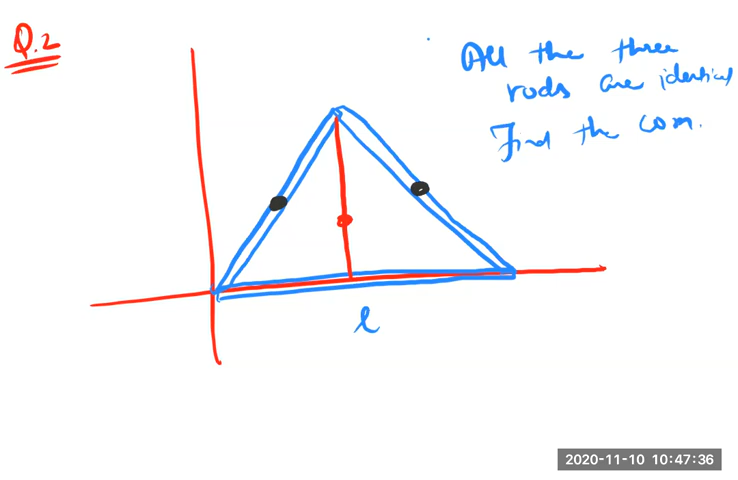 Q.2
All the three
rods are identical
Find the com.
l
2020-11-10 10:47:36